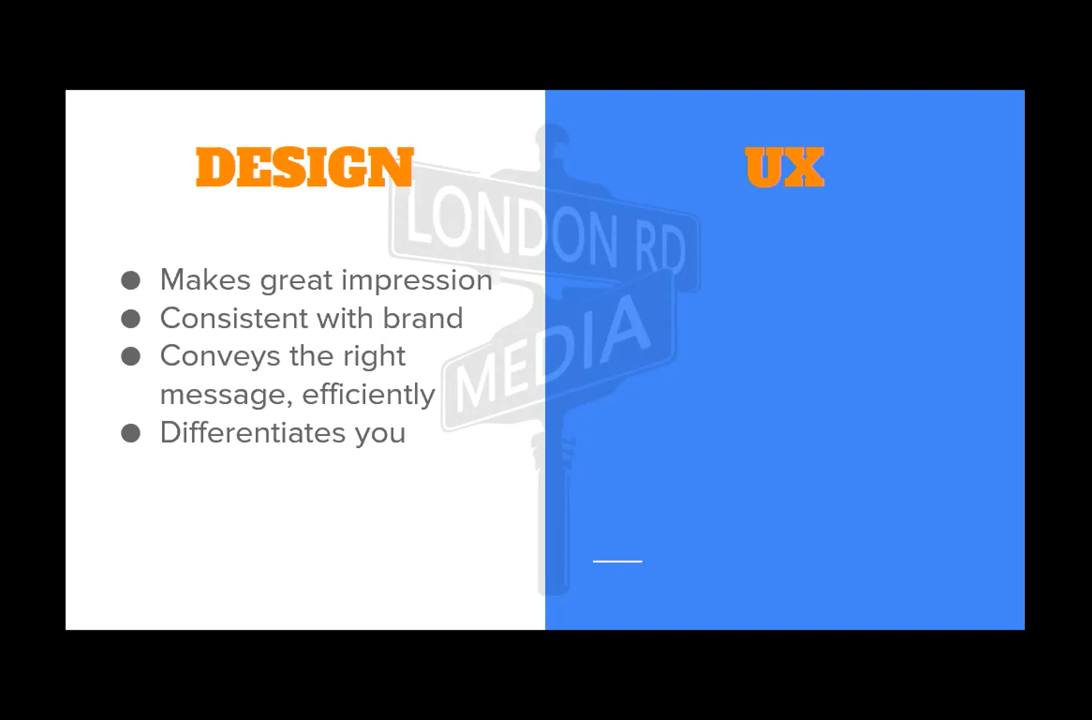 DESIGN
UX
LONDON RD
MEDIA
● Makes great impression
● Consistent with brand
● Conveys the right
message, efficiently
● Differentiates you